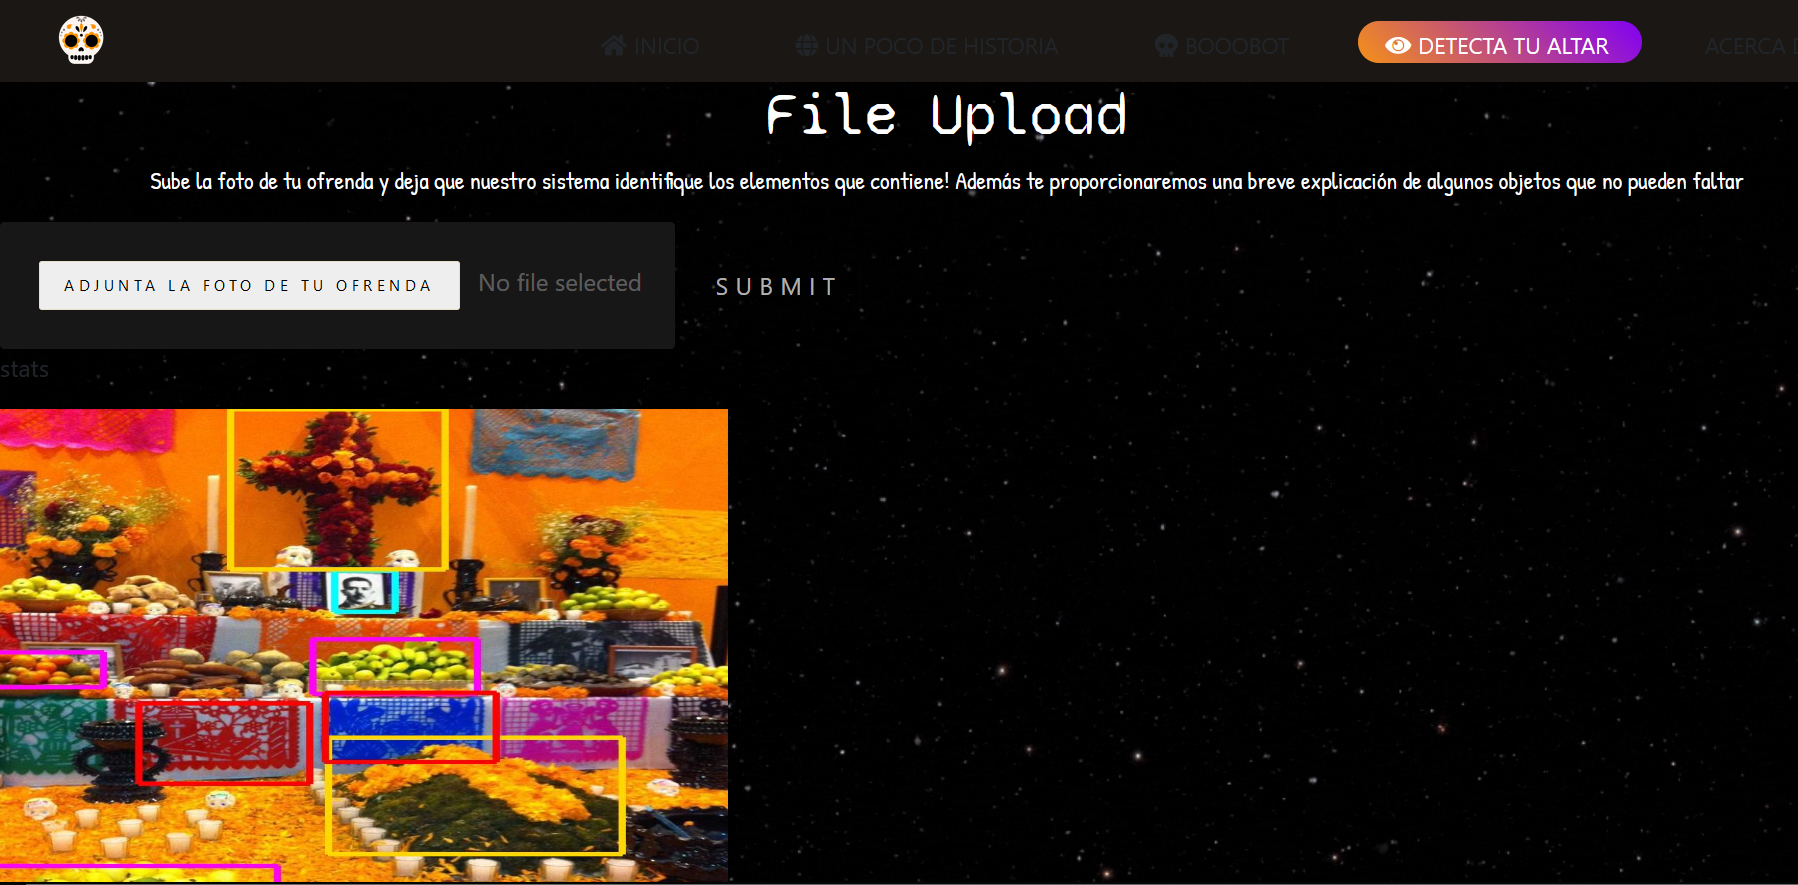 INICIO UN POCO DE HISTORIA BOOOBOT DETECTA TU ALTAR ACERCA
File Upload
Sube la foto de tu ofrenda y deja que nuestro sistema identifique los elementos que contiene! Además te proporcionaremos una breve explicación de algunos objetos que no pueden faltar
ADJUNTA LA FOTO DE TU OFRENDA No file selected SUBMIT
stats